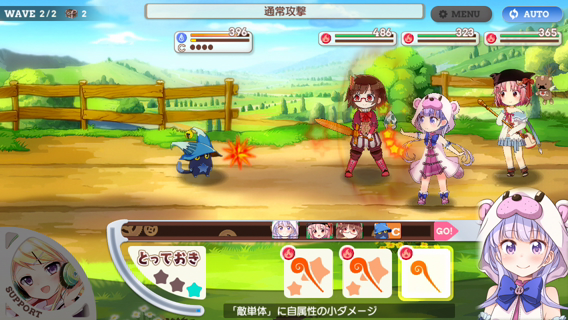 WAVE 2/2 2
通常攻撃
MENU
AUTO
396
C
486
323
365
C
GO!
とっておき
SUPPORT
「敵単体」に自属性の小ダメージ